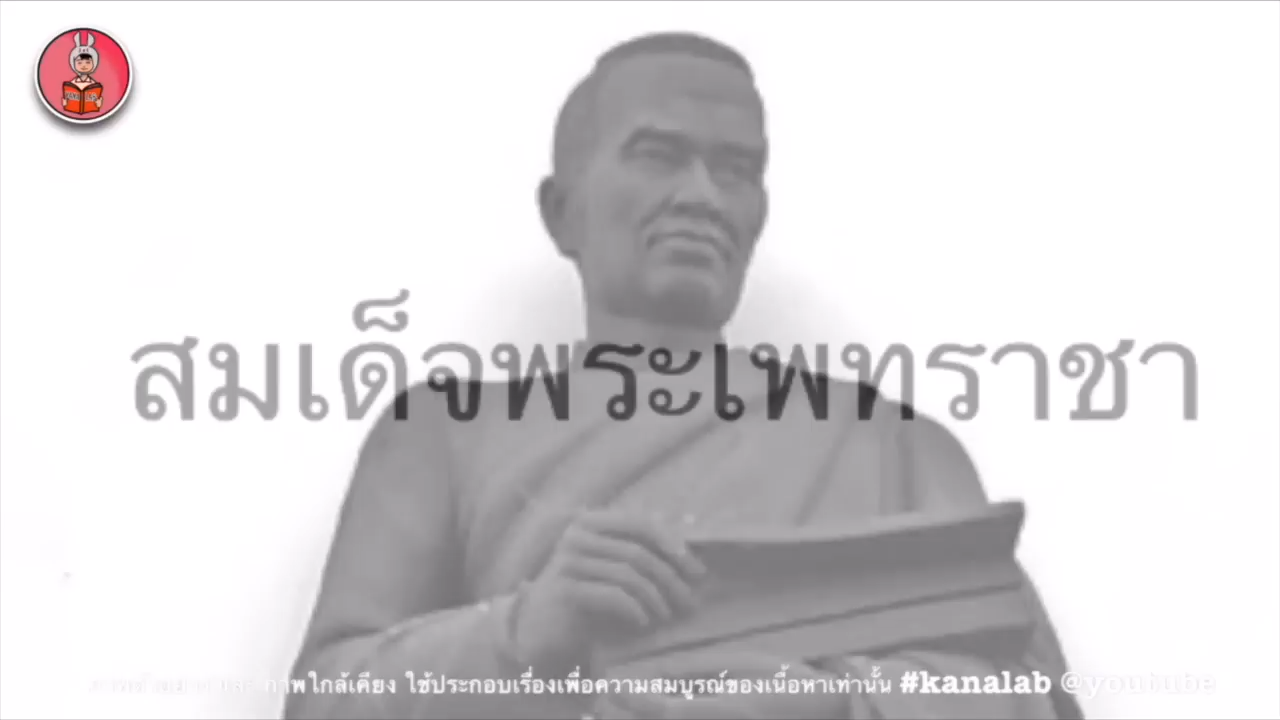 สมเด็จพระเพทราชา
ภาพใกล้เคียง ใช้ประกอบเรื่องเพื่อความสมบูรณ์ของเนื้อหาเท่านั้น #kanalab @youtube